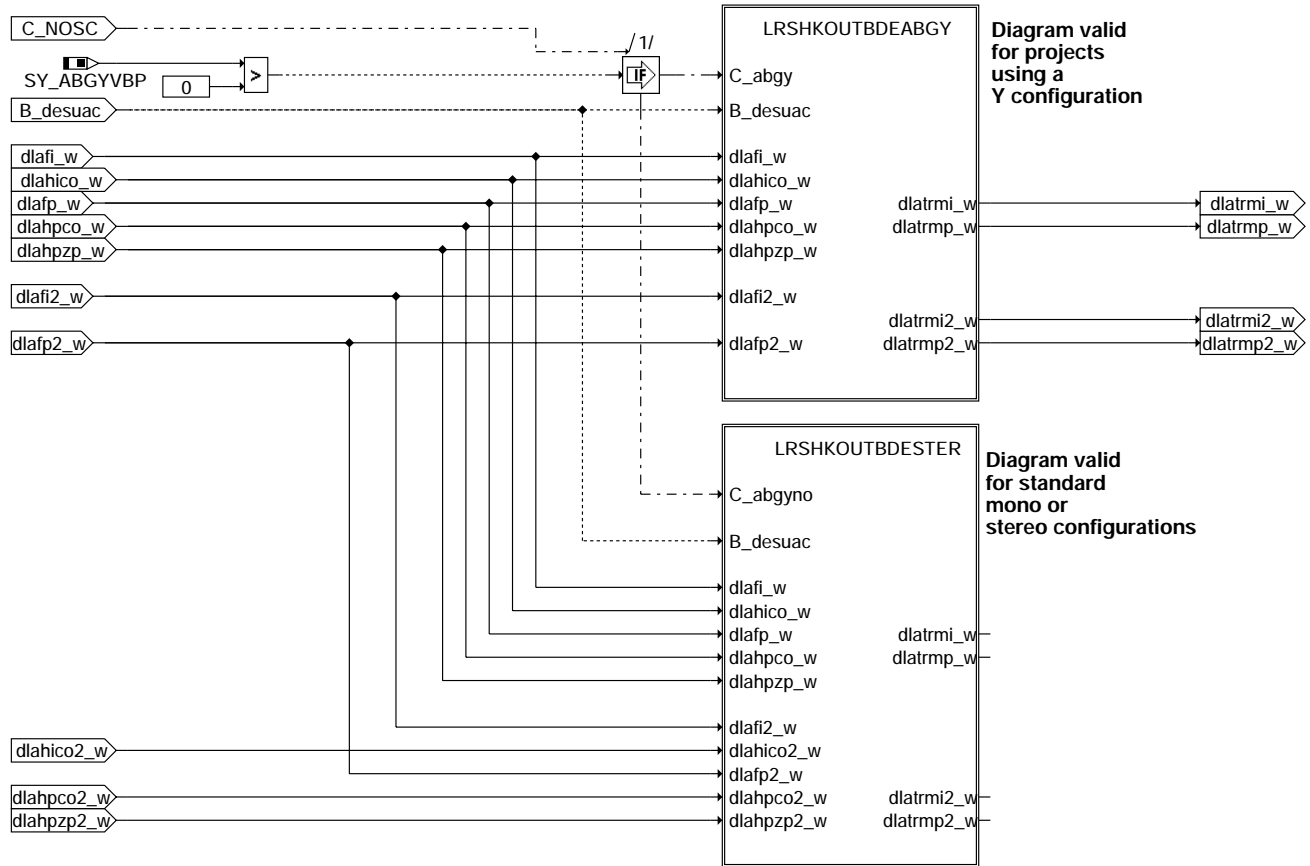 C_NOSC
SY_ABGYVBP
0
>
/1/
IF
B_desuac
dlafi_w
dlahico_w
dlafp_w
dlahpco_w
dlahpzp_w
dlafi2_w
dlafp2_w
dlahico2_w
dlahpco2_w
dlahpzp2_w
LRSHKOUTBDEABGY
C_abgy
B_desuac
dlafi_w
dlahico_w
dlafp_w
dlahpco_w
dlahpzp_w
dlafi2_w
dlafp2_w
dlatrmi_w
dlatrmp_w
dlatrmi2_w
dlatrmp2_w
Diagram valid
for projects
using a
Y configuration
dlatrmi_w
dlatrmp_w
dlatrmi2_w
dlatrmp2_w
LRSHKOUTBDESTER
C_abgyno
B_desuac
dlafi_w
dlahico_w
dlafp_w
dlahpco_w
dlahpzp_w
dlafi2_w
dlahico2_w
dlafp2_w
dlahpco2_w
dlahpzp2_w
dlatrmi_w
dlatrmp_w
dlatrmi2_w
dlatrmp2_w
Diagram valid
for standard
mono or
stereo configurations